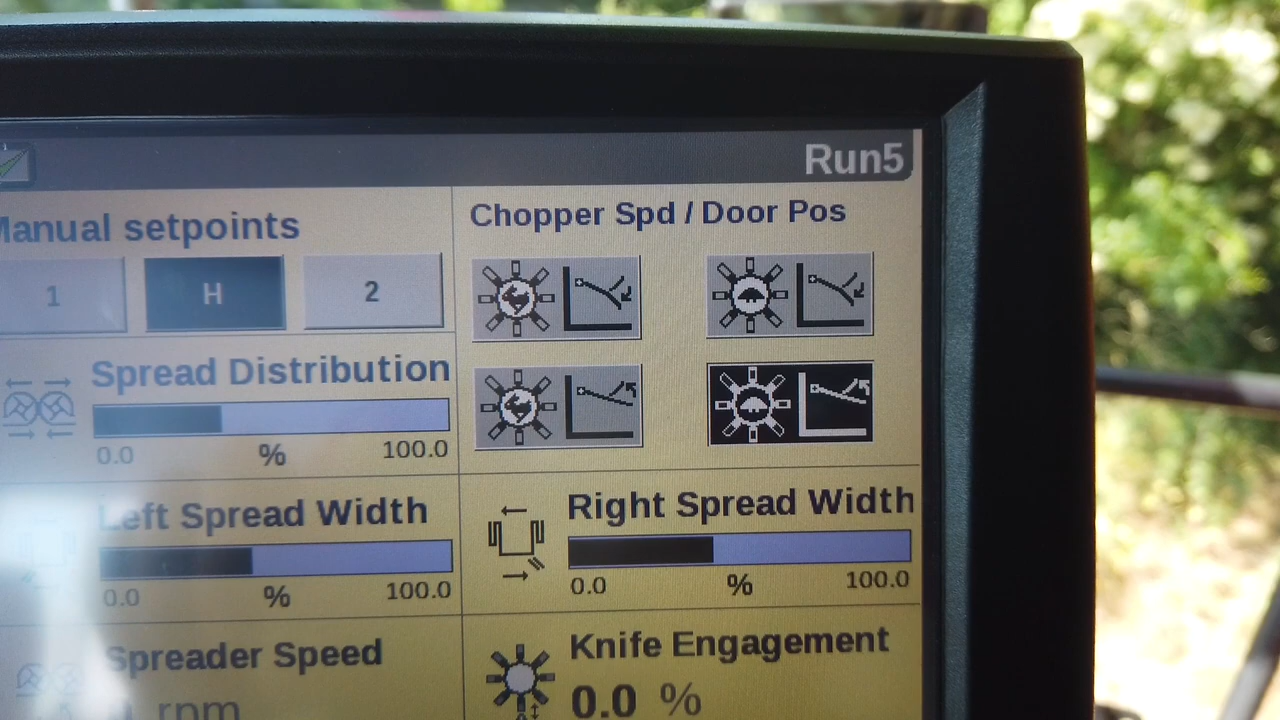 Run5
Manual setpoints
1
H
2
Chopper Spd / Door Pos
Spread Distribution
0.0 % 100.0
Left Spread Width
0.0 % 100.0
Right Spread Width
0.0 % 100.0
Spreader Speed
rpm
Knife Engagement
0.0 %